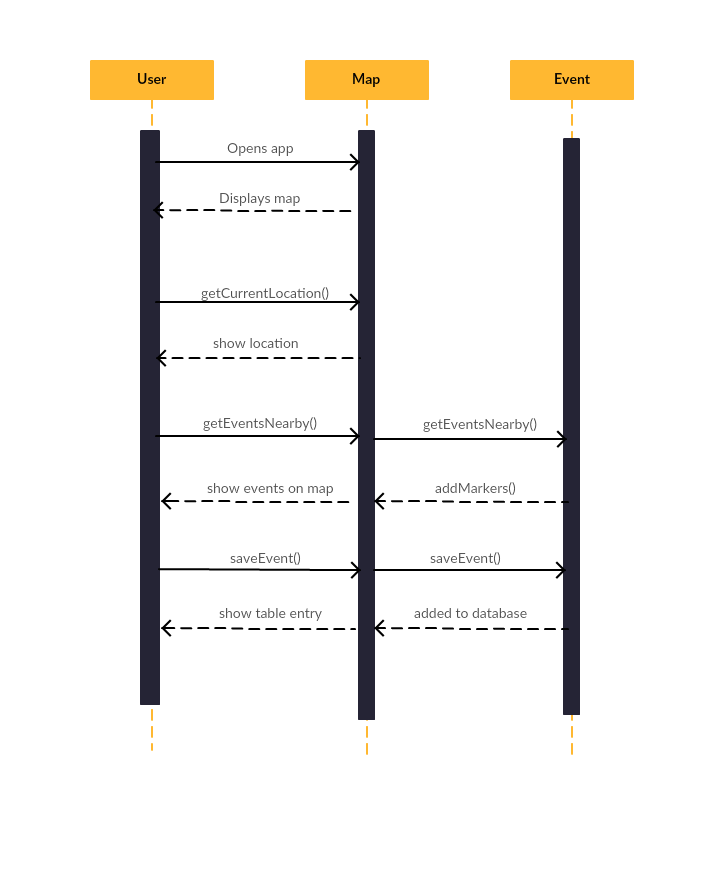 User
Map
Event
Opens app
Displays map
getCurrentLocation()
show location
getEventsNearby()
getEventsNearby()
show events on map
addMarkers()
saveEvent()
saveEvent()
show table entry
added to database